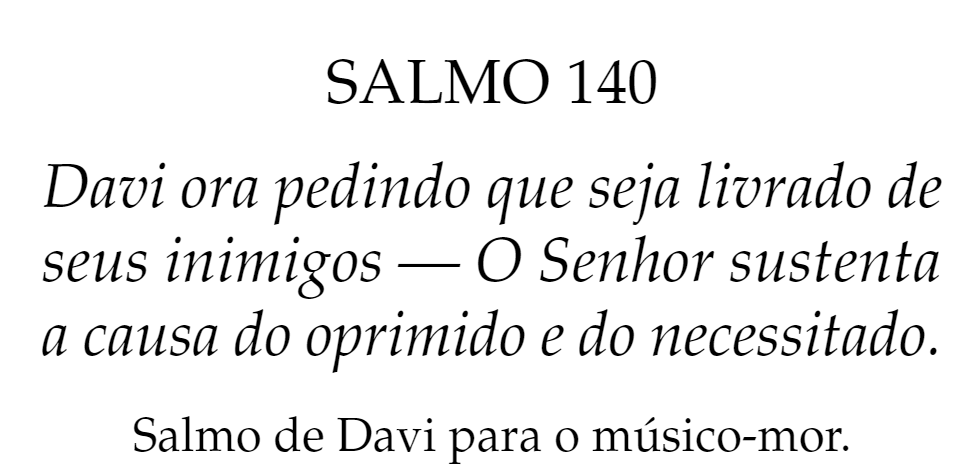 SALMO 140
Davi ora pedindo que seja livrado de
seus inimigos — O Senhor sustenta
a causa do oprimido e do necessitado.
Salmo de Davi para o músico-mor.